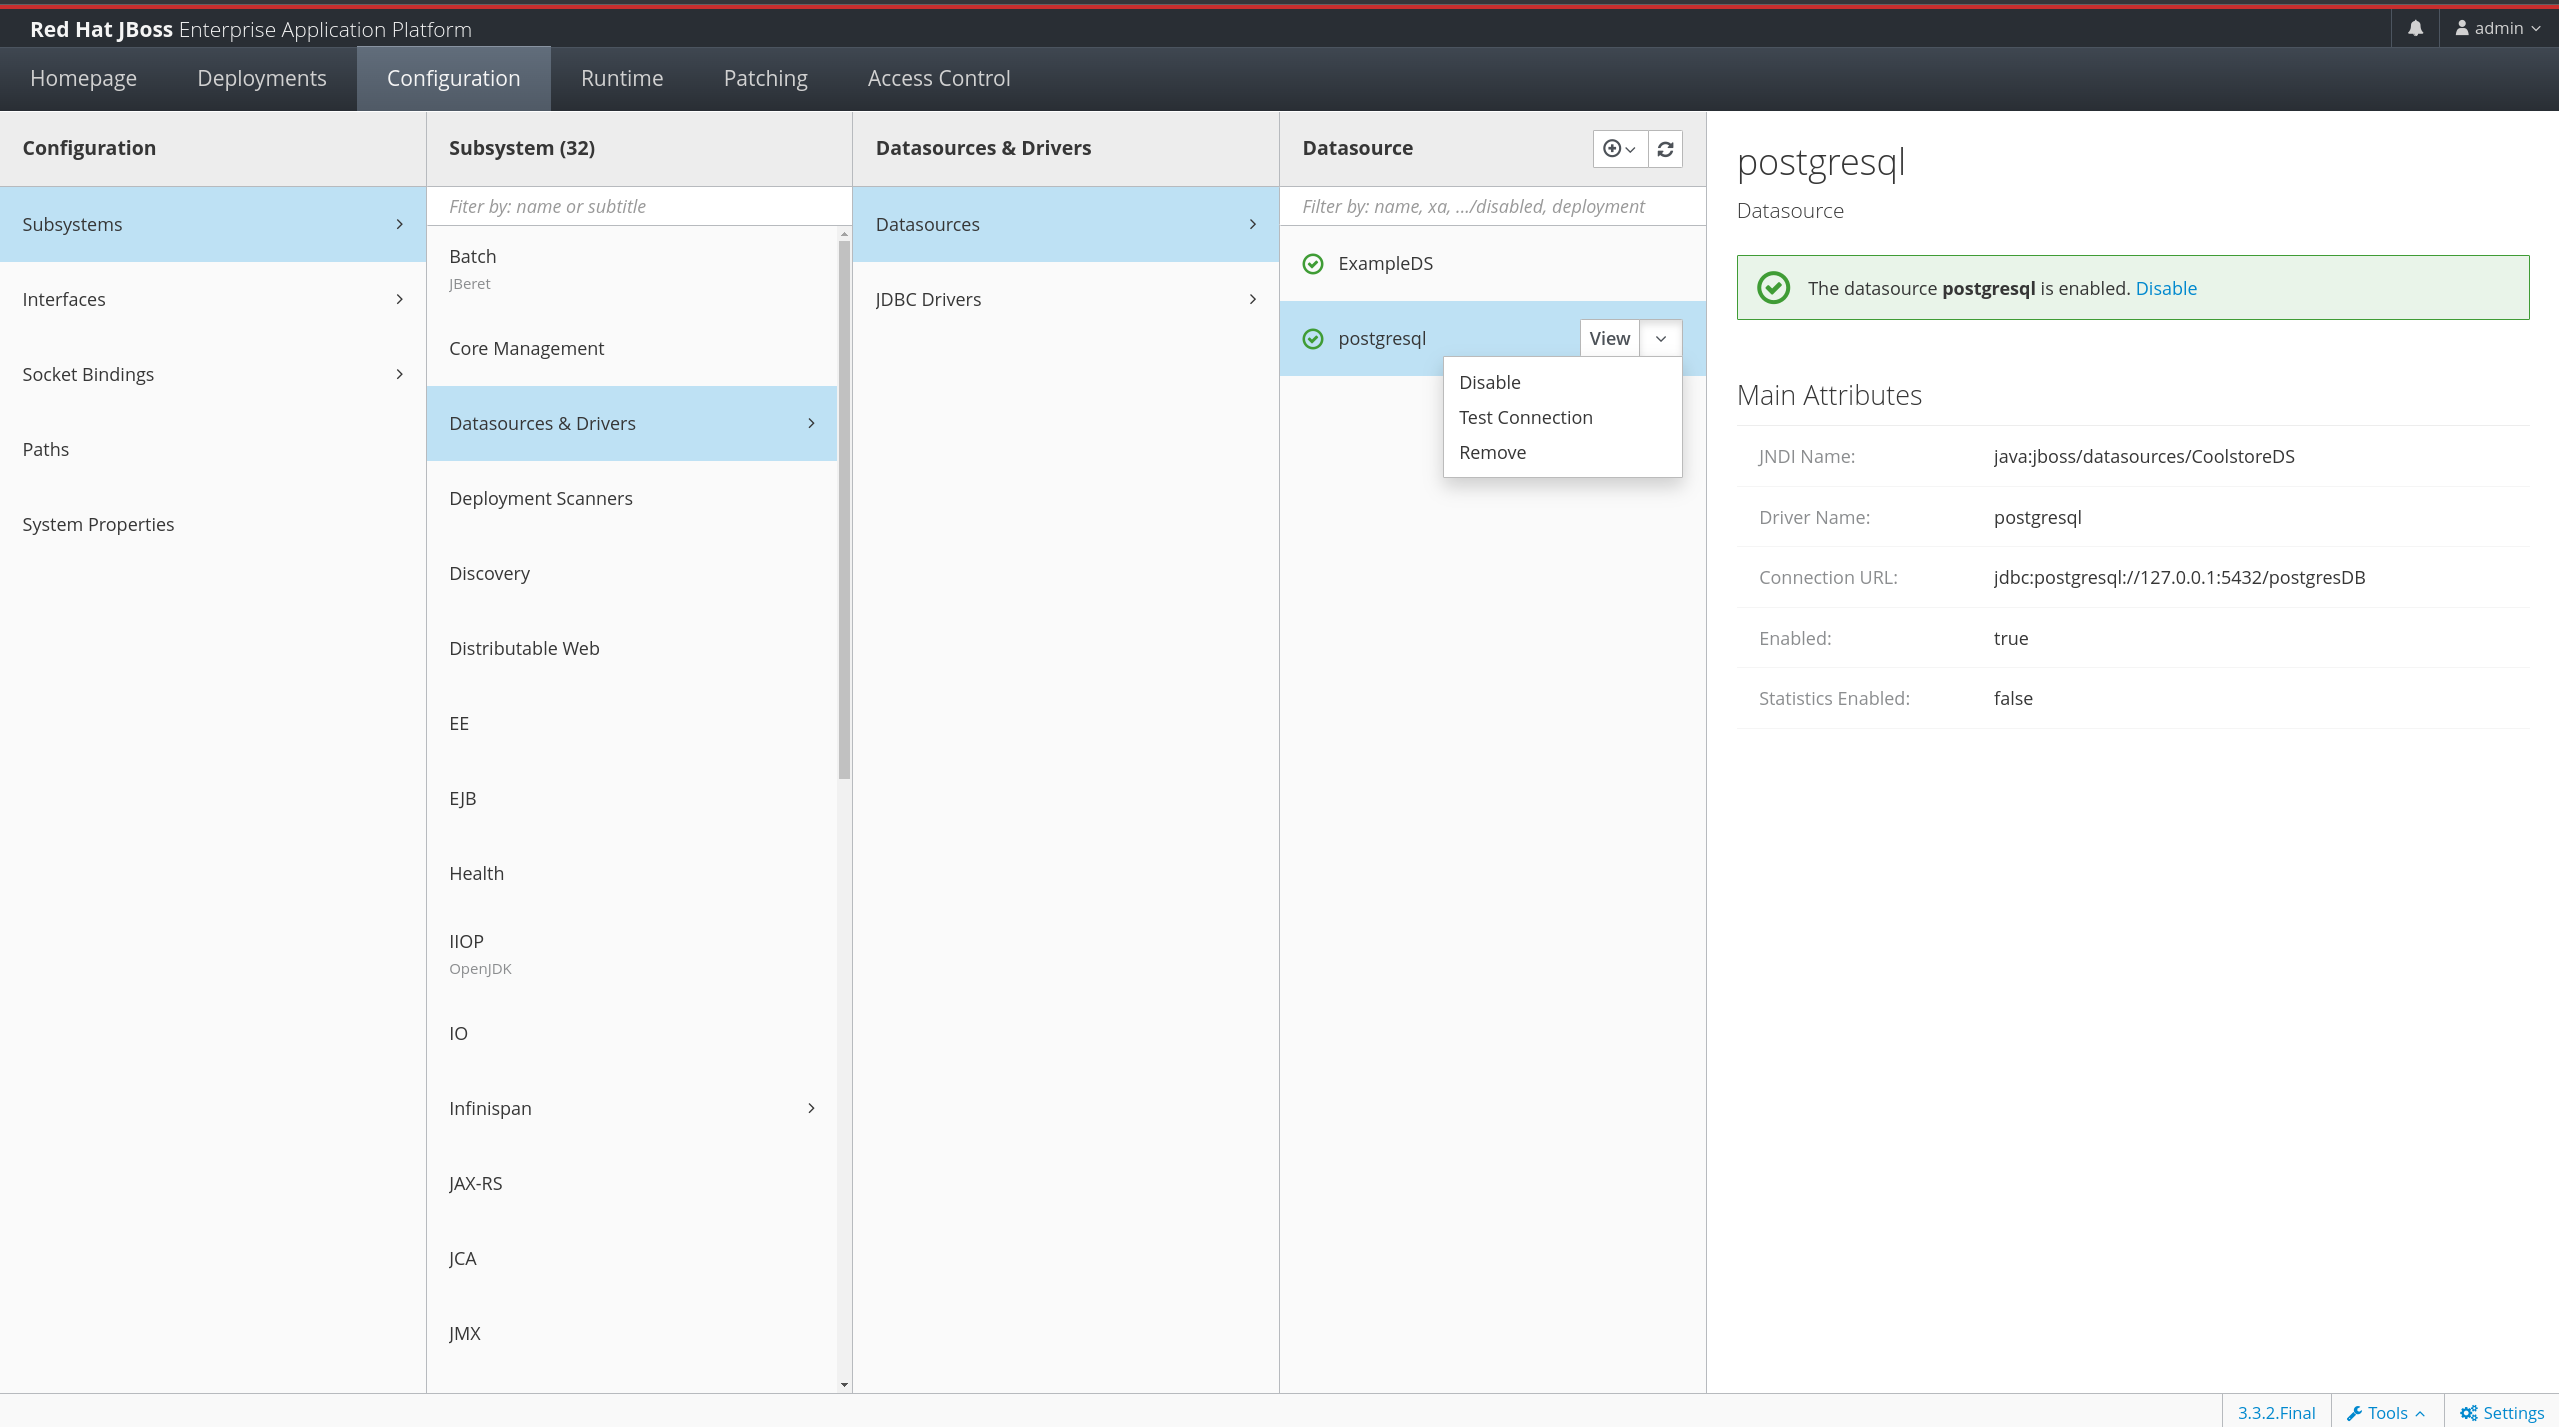 Red Hat JBoss Enterprise Application Platform
admin
Homepage
Deployments
Configuration
Runtime
Patching
Access Control
Configuration
Subsystems
Interfaces
Socket Bindings
Paths
System Properties
Subsystem (32)
Fiter by: name or subtitle
Batch
JBeret
Core Management
Datasources & Drivers
Deployment Scanners
Discovery
Distributable Web
EE
EJB
Health
IIOP
OpenJDK
IO
Infinispan
JAX-RS
JCA
JMX
Datasources & Drivers
Datasources
JDBC Drivers
Datasource
Filter by: name, xa, .../disabled, deployment
ExampleDS
postgresql
View
Disable
Test Connection
Remove
postgresql
Datasource
The datasource postgresql is enabled. Disable
Main Attributes
JNDI Name: java:jboss/datasources/CoolstoreDS
Driver Name: postgresql
Connection URL: jdbc:postgresql://127.0.0.1:5432/postgresDB
Enabled: true
Statistics Enabled: false
3.3.2.Final
Tools
Settings